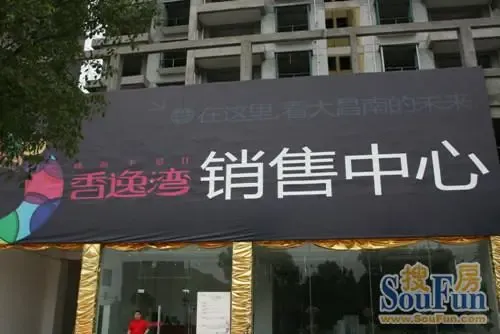 在这里,看大昌南的未来
香逸湾 销售中心
搜房
SouFun
www.SouFun.com